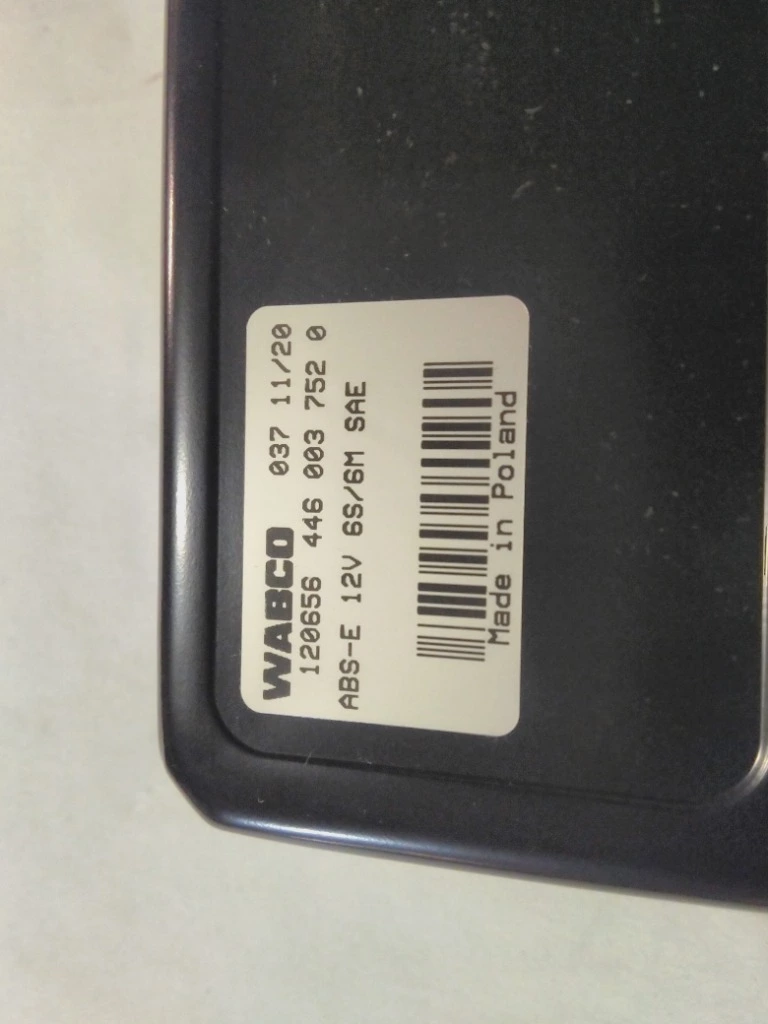 WABCO 037 11/20
120656 446 003 752 0
ABS-E 12V 6S/6M SAE
Made in Poland